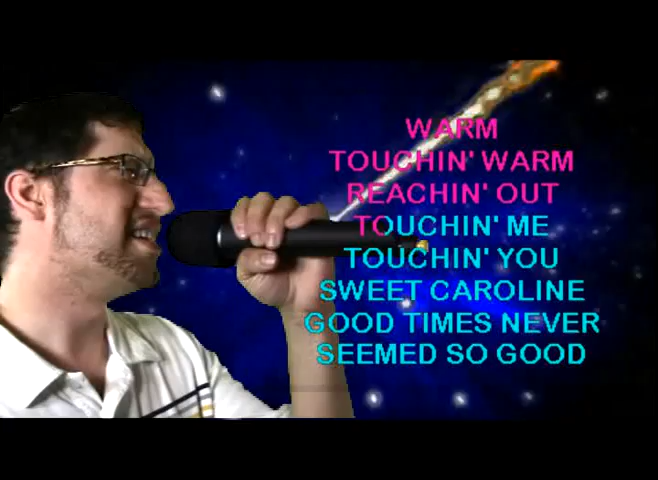 WARM
TOUCHIN' WARM
REACHIN' OUT
TOUCHIN' ME
TOUCHIN' YOU
SWEET CAROLINE
GOOD TIMES NEVER
SEEMED SO GOOD